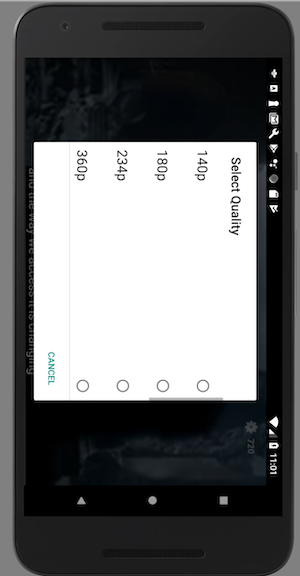 11:01
720
Select Quality
140p
180p
234p
360p
CANCEL
and the way we access it is changing